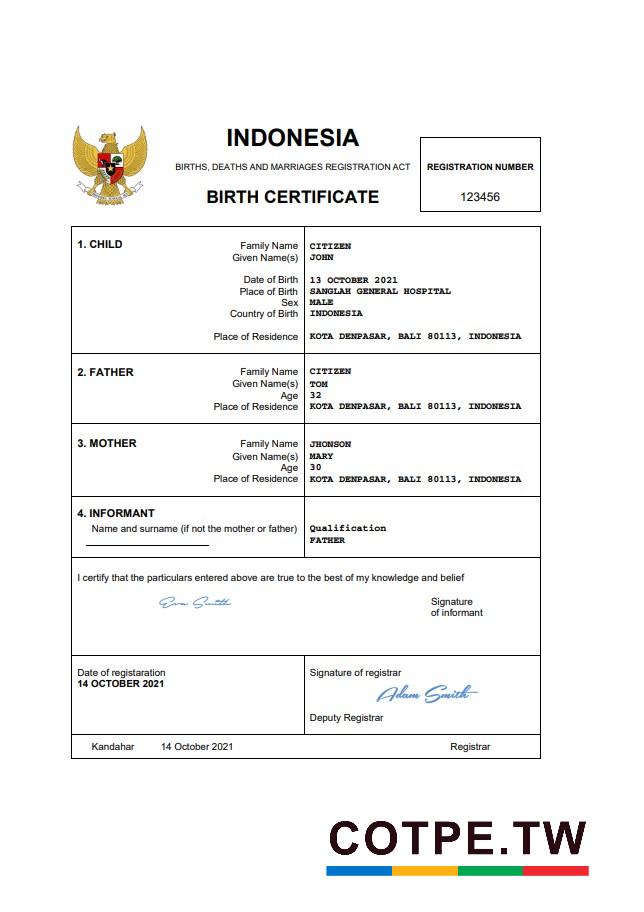 INDONESIA
BIRTHS, DEATHS AND MARRIAGES REGISTRATION ACT
BIRTH CERTIFICATE
REGISTRATION NUMBER
123456
1. CHILD
Family Name CITIZEN
Given Name(s) JOHN
Date of Birth 13 OCTOBER 2021
Place of Birth SANGLAH GENERAL HOSPITAL
Sex MALE
Country of Birth INDONESIA
Place of Residence KOTA DENPASAR, BALI 80113, INDONESIA
2. FATHER
Family Name CITIZEN
Given Name(s) TOM
Age 32
Place of Residence KOTA DENPASAR, BALI 80113, INDONESIA
3. MOTHER
Family Name JHONSON
Given Name(s) MARY
Age 30
Place of Residence KOTA DENPASAR, BALI 80113, INDONESIA
4. INFORMANT
Name and surname (if not the mother or father)
Qualification
FATHER
I certify that the particulars entered above are true to the best of my knowledge and belief
Eva Smith
Signature
of informant
Date of registaration
14 OCTOBER 2021
Signature of registrar
Adam Smith
Deputy Registrar
Kandahar 14 October 2021 Registrar
COTPE.TW